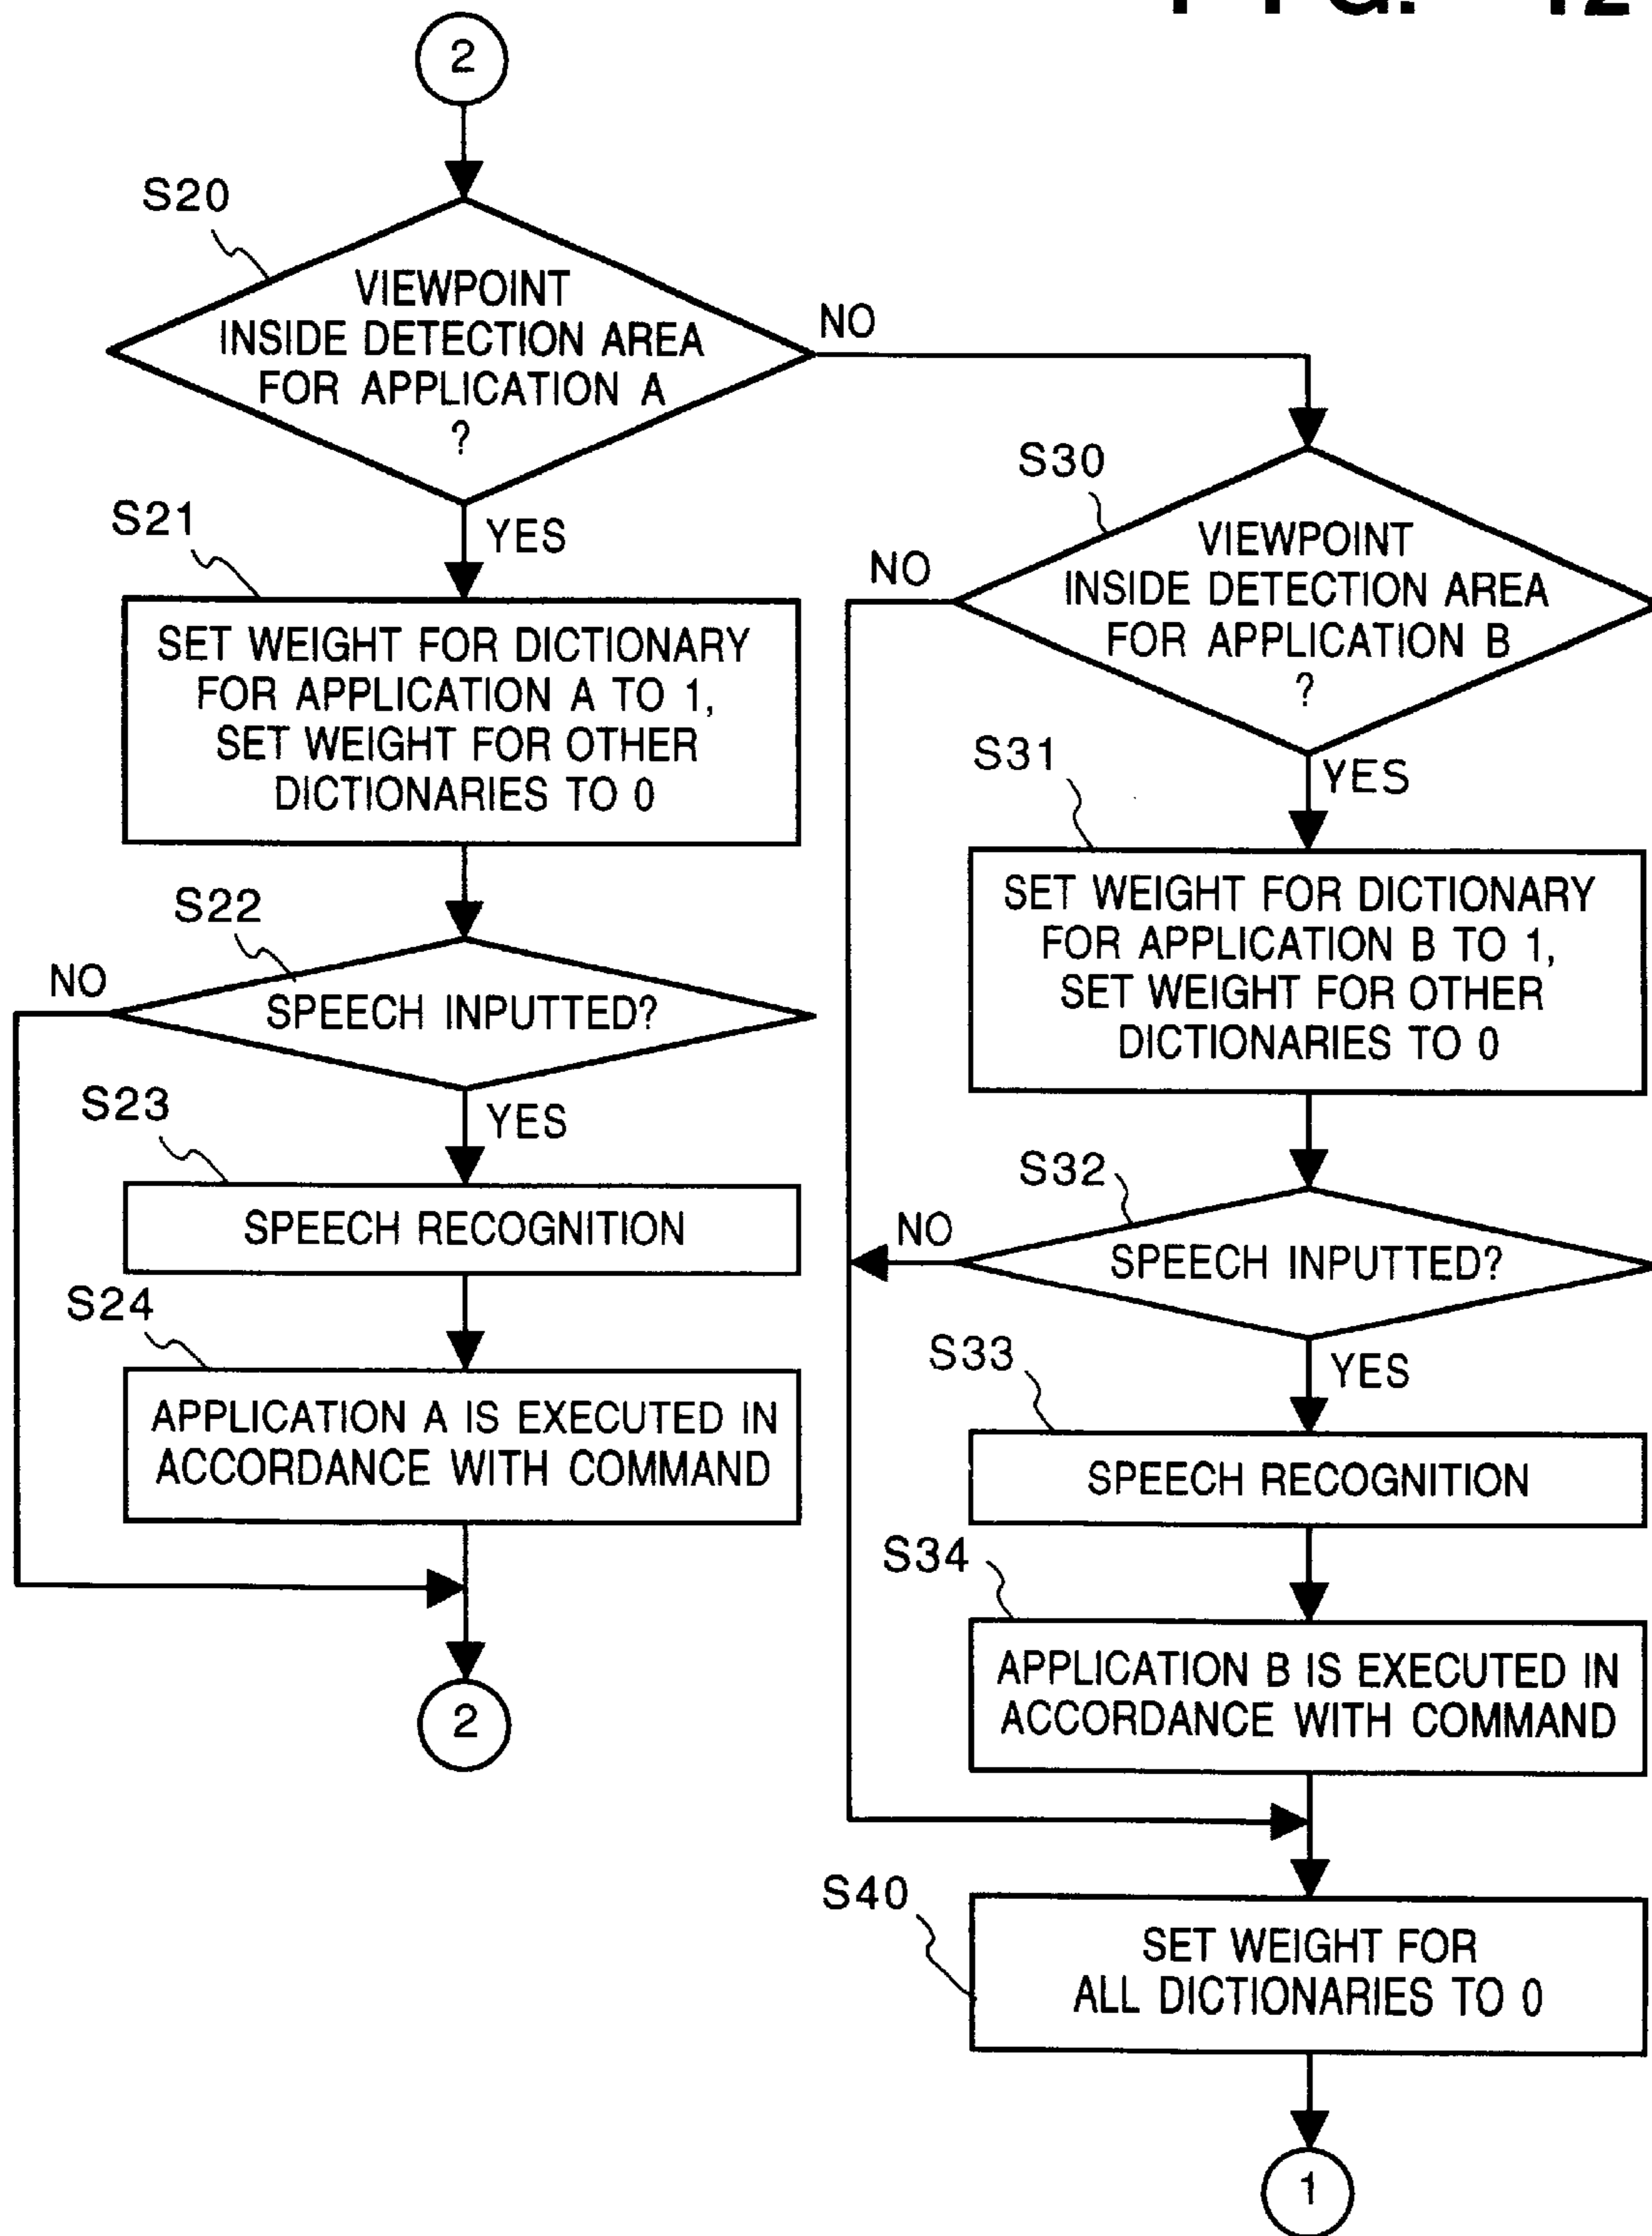 2
S20
VIEWPOINT
INSIDE DETECTION AREA
FOR APPLICATION A
?
NO
YES
S21
SET WEIGHT FOR DICTIONARY
FOR APPLICATION A TO 1,
SET WEIGHT FOR OTHER
DICTIONARIES TO 0
S22
NO
SPEECH INPUTTED?
YES
S23
SPEECH RECOGNITION
S24
APPLICATION A IS EXECUTED IN
ACCORDANCE WITH COMMAND
2
S30
NO
VIEWPOINT
INSIDE DETECTION AREA
FOR APPLICATION B
?
YES
S31
SET WEIGHT FOR DICTIONARY
FOR APPLICATION B TO 1,
SET WEIGHT FOR OTHER
DICTIONARIES TO 0
S32
NO
SPEECH INPUTTED?
YES
S33
SPEECH RECOGNITION
S34
APPLICATION B IS EXECUTED IN
ACCORDANCE WITH COMMAND
S40
SET WEIGHT FOR
ALL DICTIONARIES TO 0
1